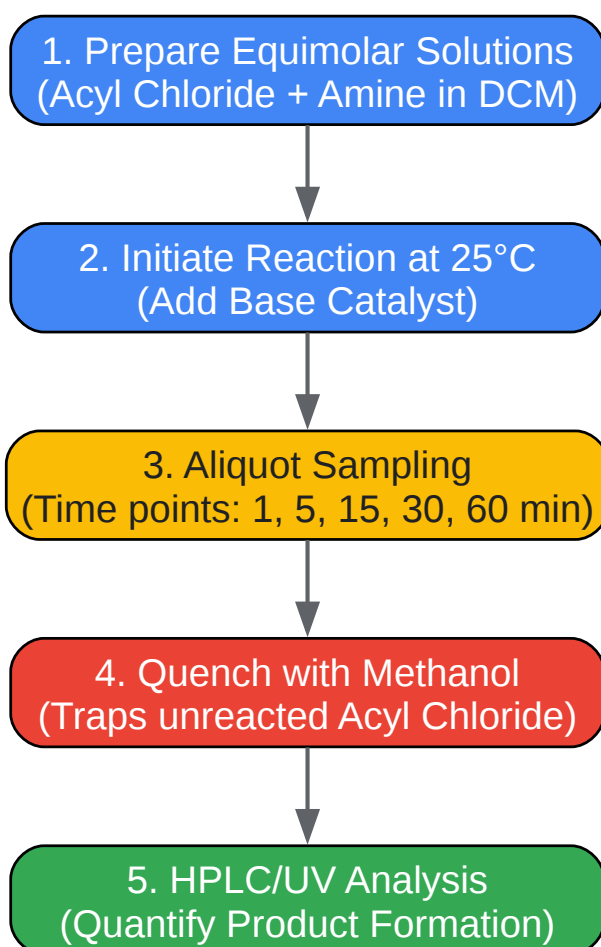 1. Prepare Equimolar Solutions
(Acyl Chloride + Amine in DCM)
2. Initiate Reaction at 25°C
(Add Base Catalyst)
3. Aliquot Sampling
(Time points: 1, 5, 15, 30, 60 min)
4. Quench with Methanol
(Traps unreacted Acyl Chloride)
5. HPLC/UV Analysis
(Quantify Product Formation)